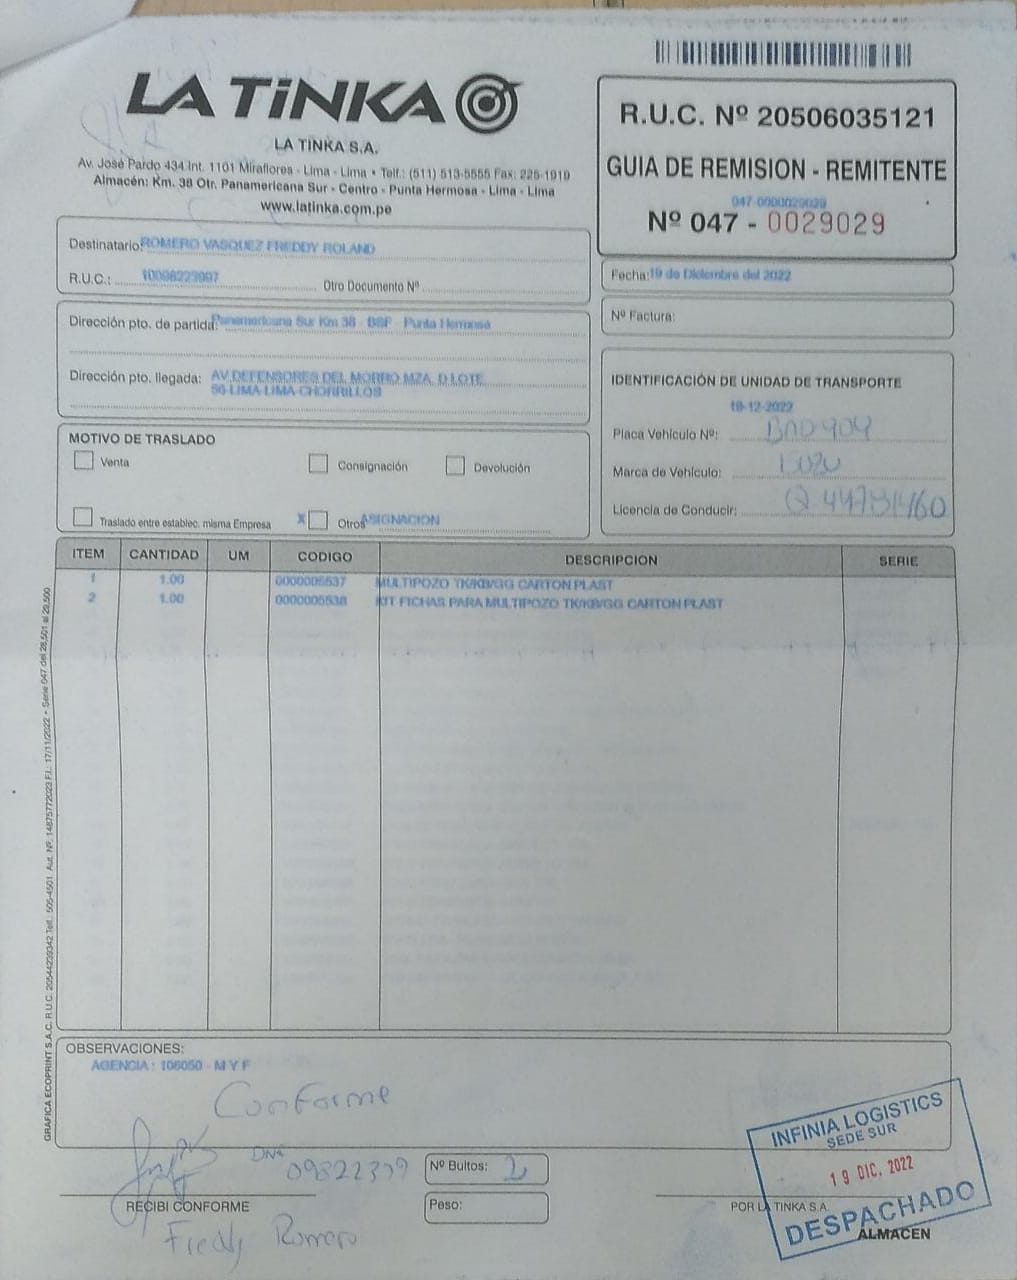 LA TiNKA
LA TINKA S.A.
Av. José Pardo 434 Int. 1101 Miraflores - Lima - Lima • Telf.: (511) 513-5555 Fax: 225-1919
Almacén: Km. 38 Otr. Panamericana Sur - Centro - Punta Hermosa - Lima - Lima
www.latinka.com.pe
R.U.C. Nº 20506035121
GUIA DE REMISION - REMITENTE
047-0000029029
Nº 047 - 0029029
Destinatario: ROMERO VASQUEZ FREDDY ROLAND
R.U.C.: 10098223997 Otro Documento Nº
Fecha: 19 de Diciembre del 2022
Nº Factura:
Dirección pto. de partida: Panamericana Sur Km 38 - BSF - Punta Hermosa
Dirección pto. llegada: AV.DEFENSORES DEL MORRO MZA. D LOTE.
56-LIMA-LIMA-CHORRILLOS
IDENTIFICACIÓN DE UNIDAD DE TRANSPORTE
19-12-2022
Placa Vehículo Nº: BAD904
Marca de Vehículo:
Licencia de Conducir:
MOTIVO DE TRASLADO
Venta Consignación Devolución
Traslado entre establec. misma Empresa X Otros ASIGNACION
ITEM CANTIDAD UM CODIGO DESCRIPCION SERIE
1 1.00 0000005537 MULTIPOZO TK/KB/GG CARTON PLAST
2 1.00 0000005538 KIT FICHAS PARA MULTIPOZO TK/KB/GG CARTON PLAST
GRAFICA ECOPRINT S.A.C. R.U.C. 20544239342 Telf.: 505-4501 Aut. Nº. 14875772023 F.I.: 17/11/2022 - Serie 047 del 28,501 al 29,500
OBSERVACIONES:
AGENCIA : 106050 - M Y F
Conforme
INFINIA LOGISTICS
SEDE SUR
19 DIC. 2022
DESPACHADO
DNI
Nº Bultos: 2
Peso:
RECIBI CONFORME
POR LA TINKA S.A.
ALMACEN
Fredy Romero